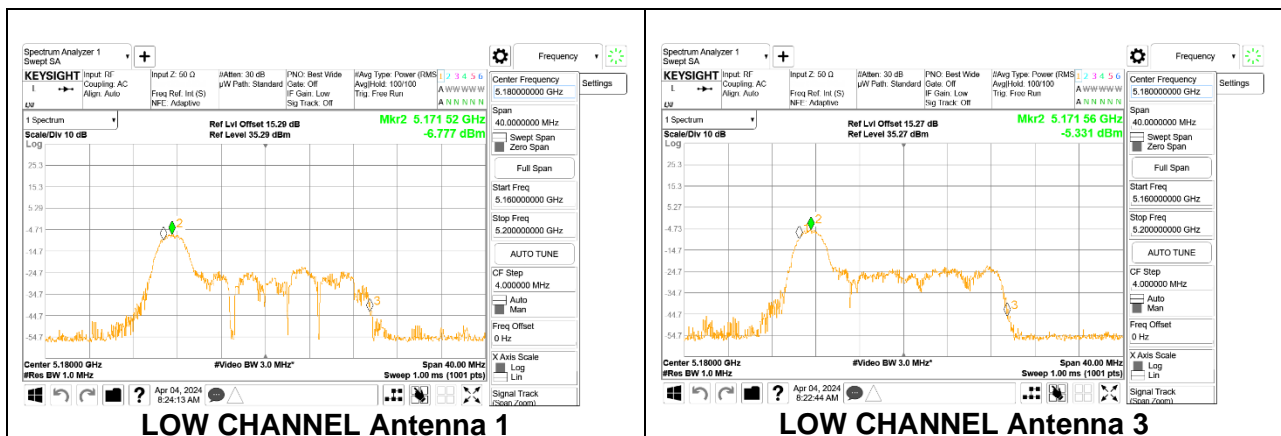 Spectrum Analyzer 1
Swept SA
Frequency
Settings
KEYSIGHT
Input: RF
Coupling: AC
Align: Auto
Input Z: 50 Ω
Freq Ref: Int (S)
NFE: Adaptive
#Atten: 30 dB
µW Path: Standard
PNO: Best Wide
Gate: Off
IF Gain: Low
Sig Track: Off
#Avg Type: Power (RMS
Avg|Hold: 100/100
Trig: Free Run
1 2 3 4 5 6
A W W W W W
A N N N N N
1 Spectrum
Scale/Div 10 dB
Log
Ref Lvl Offset 15.29 dB
Ref Level 35.29 dBm
Mkr2 5.171 52 GHz
-6.777 dBm
25.3
15.3
5.29
-4.71
-14.7
-24.7
-34.7
-44.7
-54.7
2
3
Center 5.18000 GHz
#Res BW 1.0 MHz
#Video BW 3.0 MHz*
Span 40.00 MHz
Sweep 1.00 ms (1001 pts)
Center Frequency
5.180000000 GHz
Span
40.0000000 MHz
Swept Span
Zero Span
Full Span
Start Freq
5.160000000 GHz
Stop Freq
5.200000000 GHz
AUTO TUNE
CF Step
4.000000 MHz
Auto
Man
Freq Offset
0 Hz
X Axis Scale
Log
Lin
Signal Track
(Span Zoom)
?
Apr 04, 2024
8:24:13 AM
LOW CHANNEL Antenna 1
Spectrum Analyzer 1
Swept SA
Frequency
Settings
KEYSIGHT
Input: RF
Coupling: AC
Align: Auto
Input Z: 50 Ω
Freq Ref: Int (S)
NFE: Adaptive
#Atten: 30 dB
µW Path: Standard
PNO: Best Wide
Gate: Off
IF Gain: Low
Sig Track: Off
#Avg Type: Power (RMS
Avg|Hold: 100/100
Trig: Free Run
1 2 3 4 5 6
A W W W W W
A N N N N N
1 Spectrum
Scale/Div 10 dB
Log
Ref Lvl Offset 15.27 dB
Ref Level 35.27 dBm
Mkr2 5.171 56 GHz
-5.331 dBm
25.3
15.3
5.27
-4.73
-14.7
-24.7
-34.7
-44.7
-54.7
2
3
Center 5.18000 GHz
#Res BW 1.0 MHz
#Video BW 3.0 MHz*
Span 40.00 MHz
Sweep 1.00 ms (1001 pts)
Center Frequency
5.180000000 GHz
Span
40.0000000 MHz
Swept Span
Zero Span
Full Span
Start Freq
5.160000000 GHz
Stop Freq
5.200000000 GHz
AUTO TUNE
CF Step
4.000000 MHz
Auto
Man
Freq Offset
0 Hz
X Axis Scale
Log
Lin
Signal Track
(Span Zoom)
?
Apr 04, 2024
8:22:44 AM
LOW CHANNEL Antenna 3